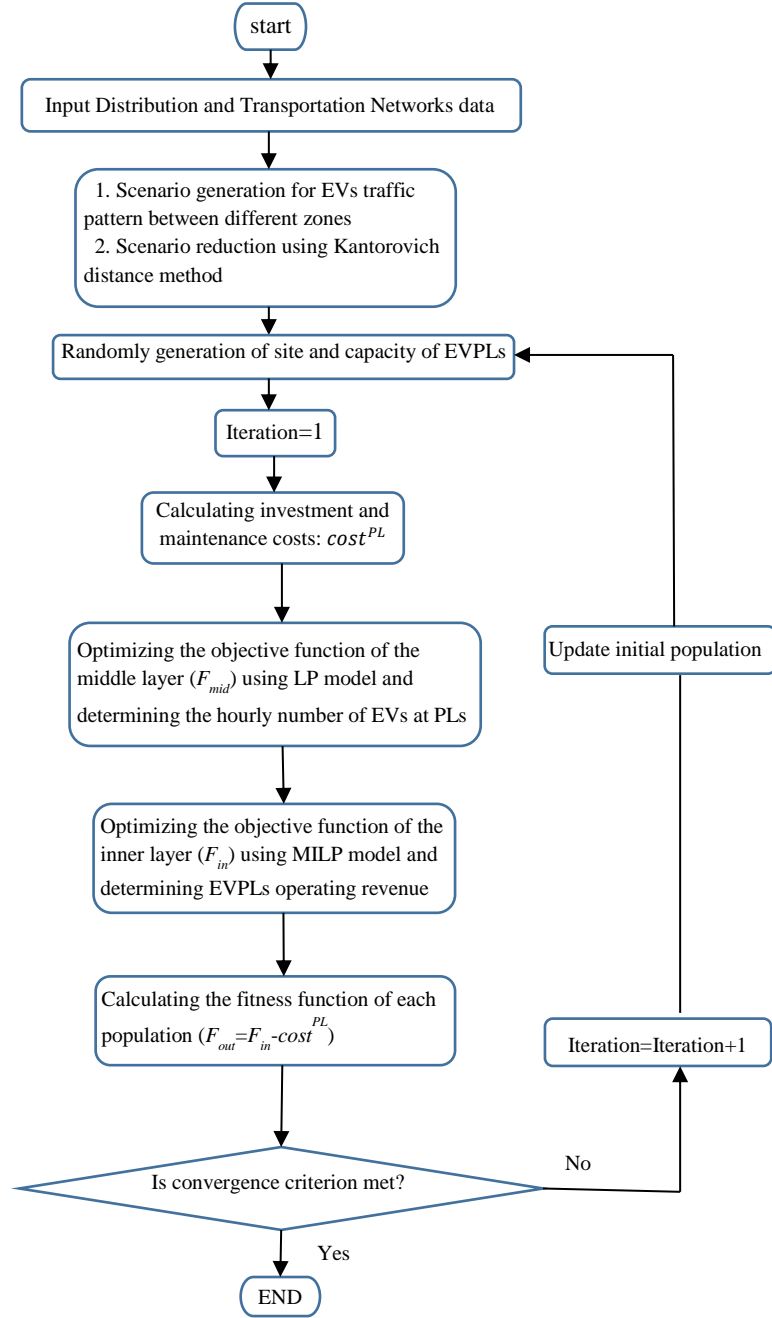 start
Input Distribution and Transportation Networks data
1. Scenario generation for EVs traffic
pattern between different zones
2. Scenario reduction using Kantorovich
distance method
Randomly generation of site and capacity of EVPLs
Iteration=1
Calculating investment and
maintenance costs: cost^PL
Optimizing the objective function of the
middle layer (F_mid) using LP model and
determining the hourly number of EVs at PLs
Update initial population
Optimizing the objective function of the
inner layer (F_in) using MILP model and
determining EVPLs operating revenue
Calculating the fitness function of each
population (F_out=F_in-cost^PL)
Iteration=Iteration+1
Is convergence criterion met?
No
Yes
END